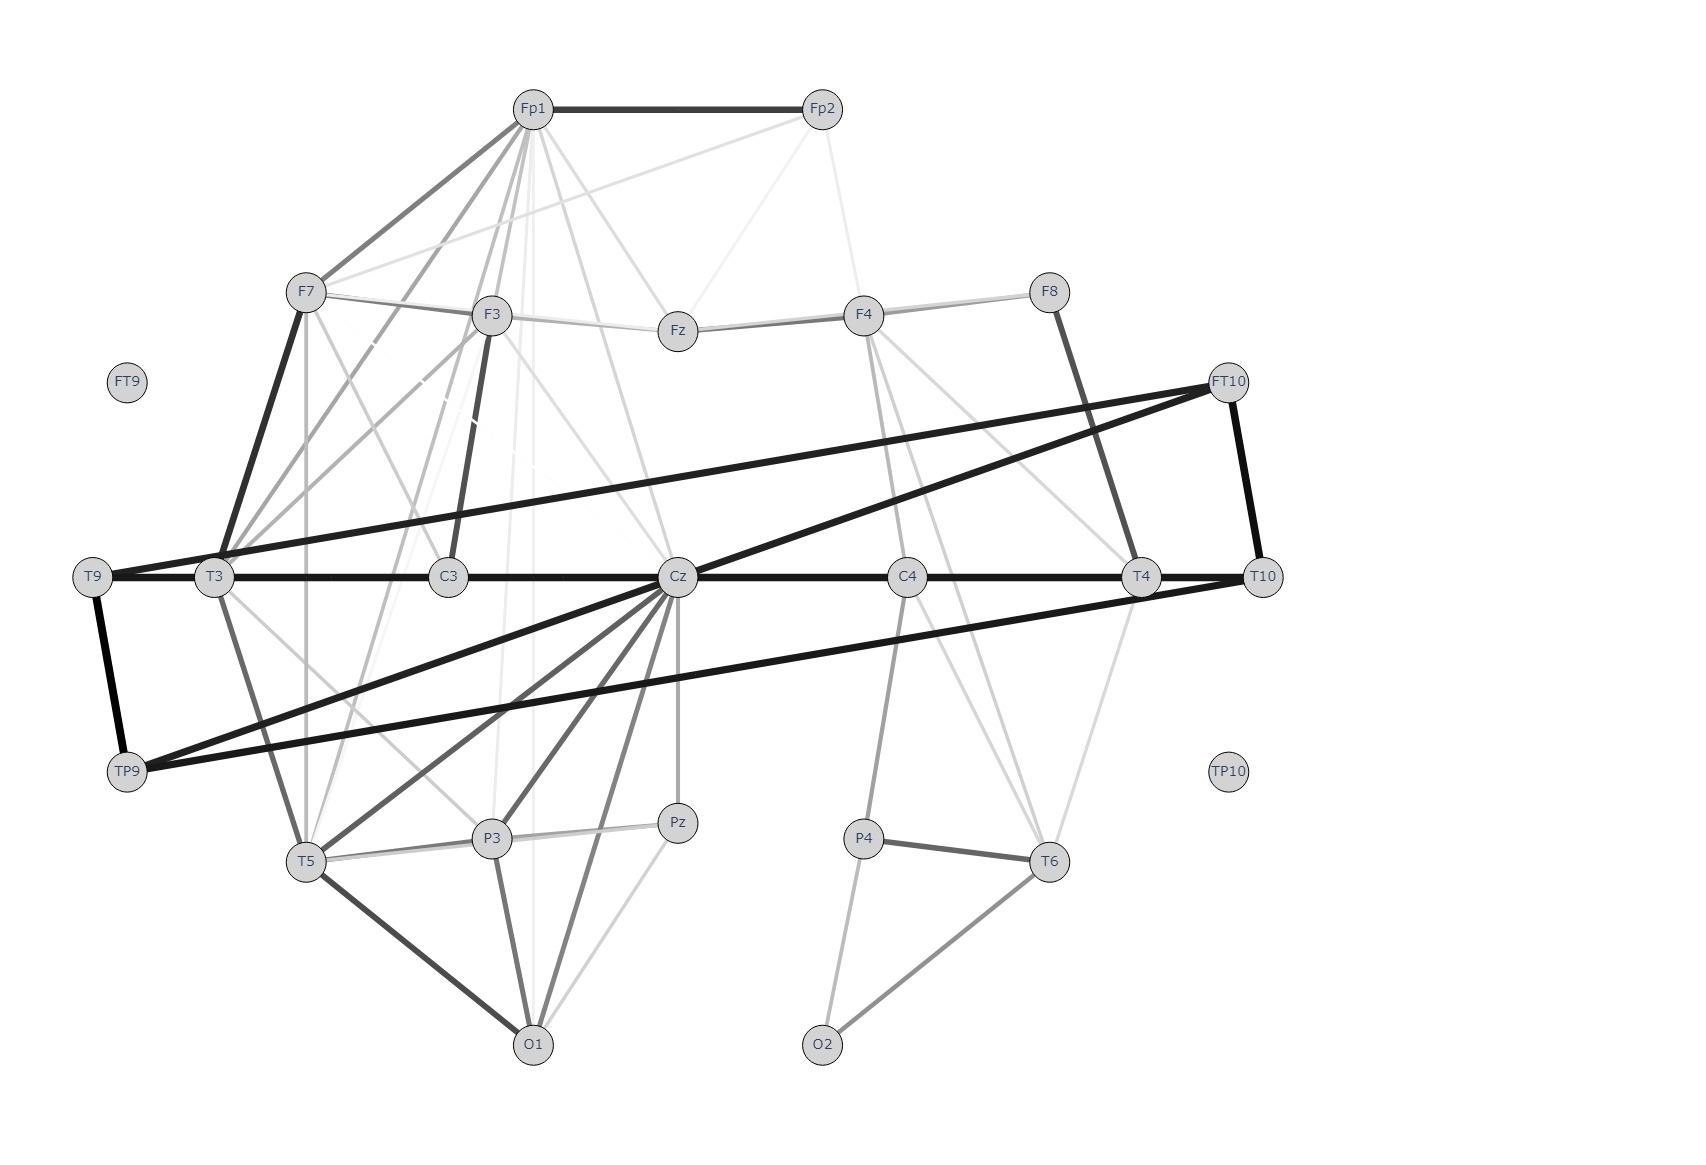 Fp1 Fp2
F7 F3 Fz F4 F8
FT9 FT10
T9 T3 C3 Cz C4 T4 T10
TP9 TP10
T5 P3 Pz P4 T6
O1 O2